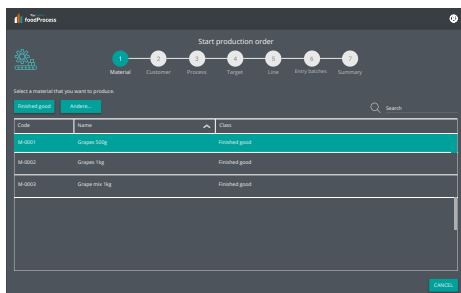 The
foodProcess
Start production order
1 2 3 4 5 6 7
Material Customer Process Target Line Entry batches Summary
Select a material that you want to produce.
Finished good Andere... Search
Code Name Class
M-0001 Grapes 500g Finished good
M-0002 Grapes 1kg Finished good
M-0003 Grape mix 1kg Finished good
CANCEL